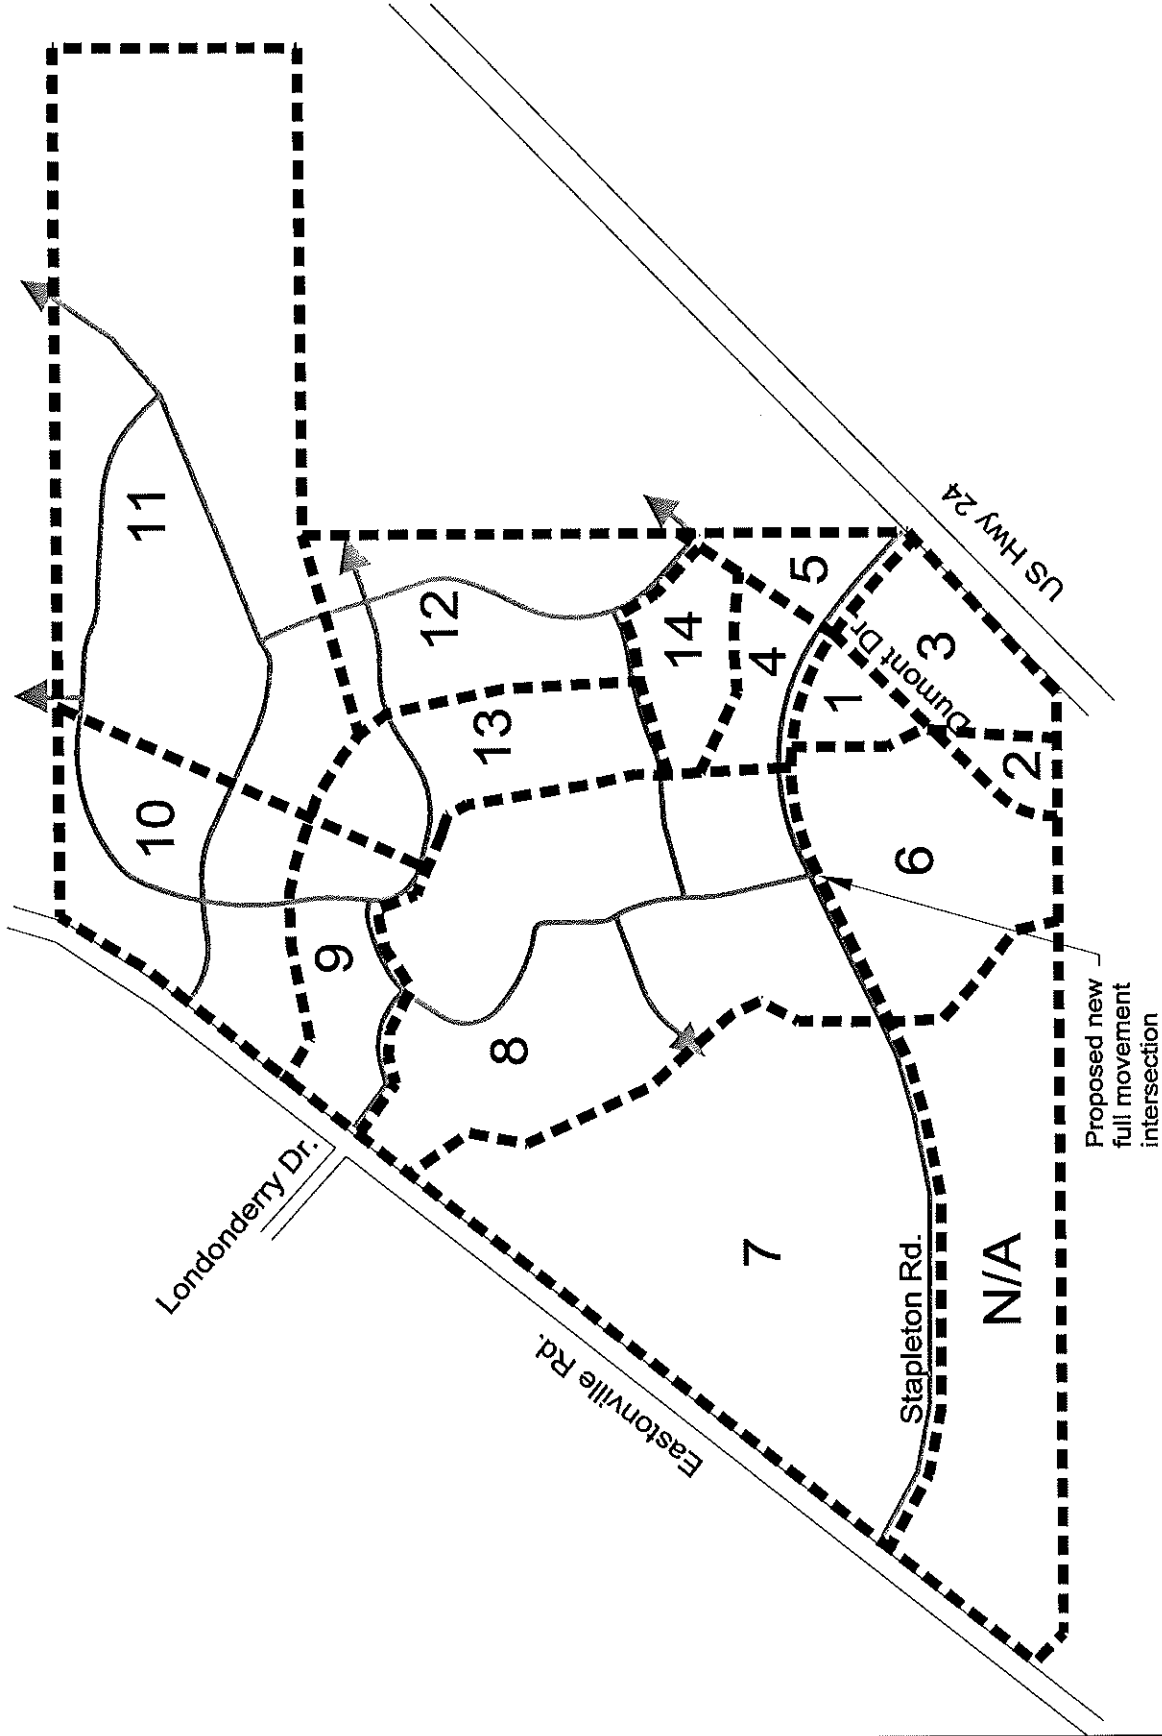 11
10
9
12
13
14
5
4
1
3
2
6
8
7
N/A
Dumont Dr
US Hwy 24
Londonderry Dr.
Eastonville Rd.
Stapleton Rd.
Proposed new
full movement
intersection